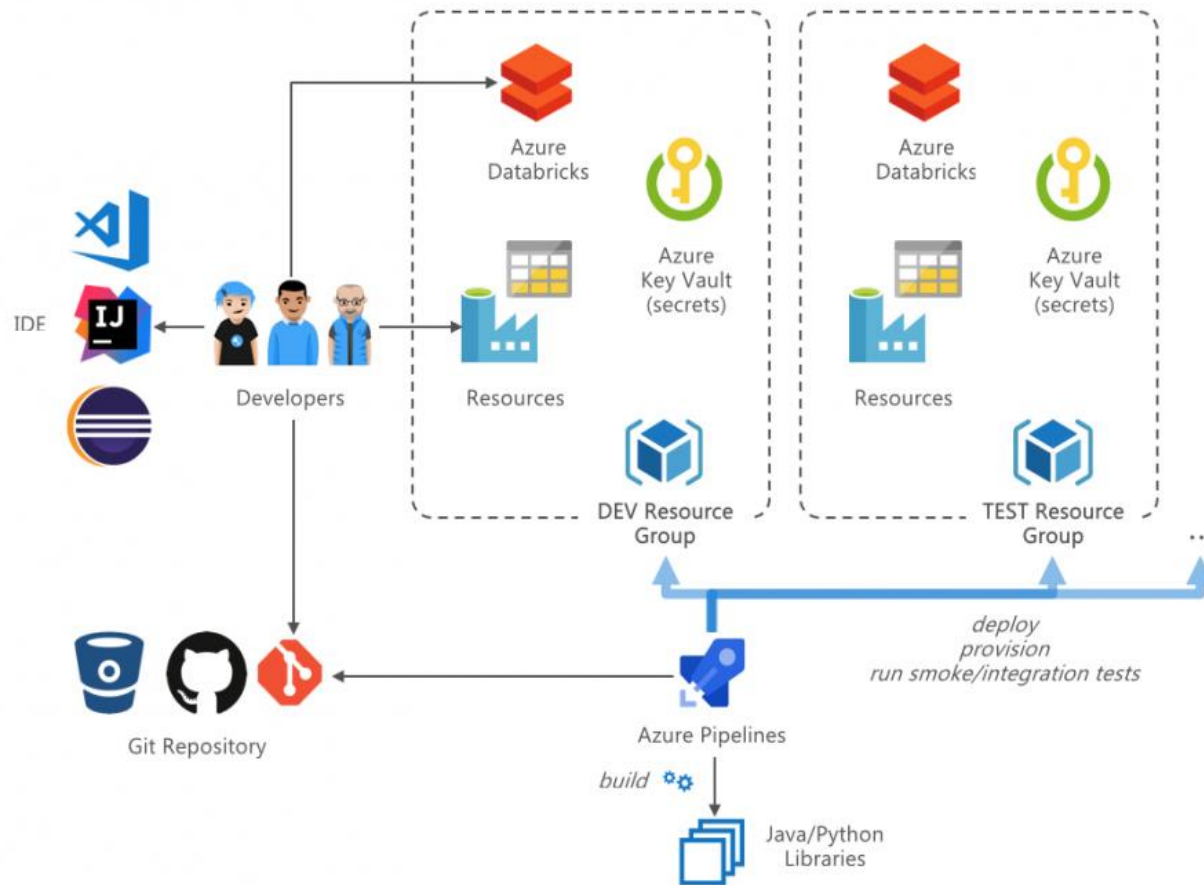 Azure
Databricks
Azure
Key Vault
(secrets)
Resources
DEV Resource
Group
Azure
Databricks
Azure
Key Vault
(secrets)
Resources
TEST Resource
Group
...
IDE
IJ
Developers
deploy
provision
run smoke/integration tests
Git Repository
Azure Pipelines
build
Java/Python
Libraries